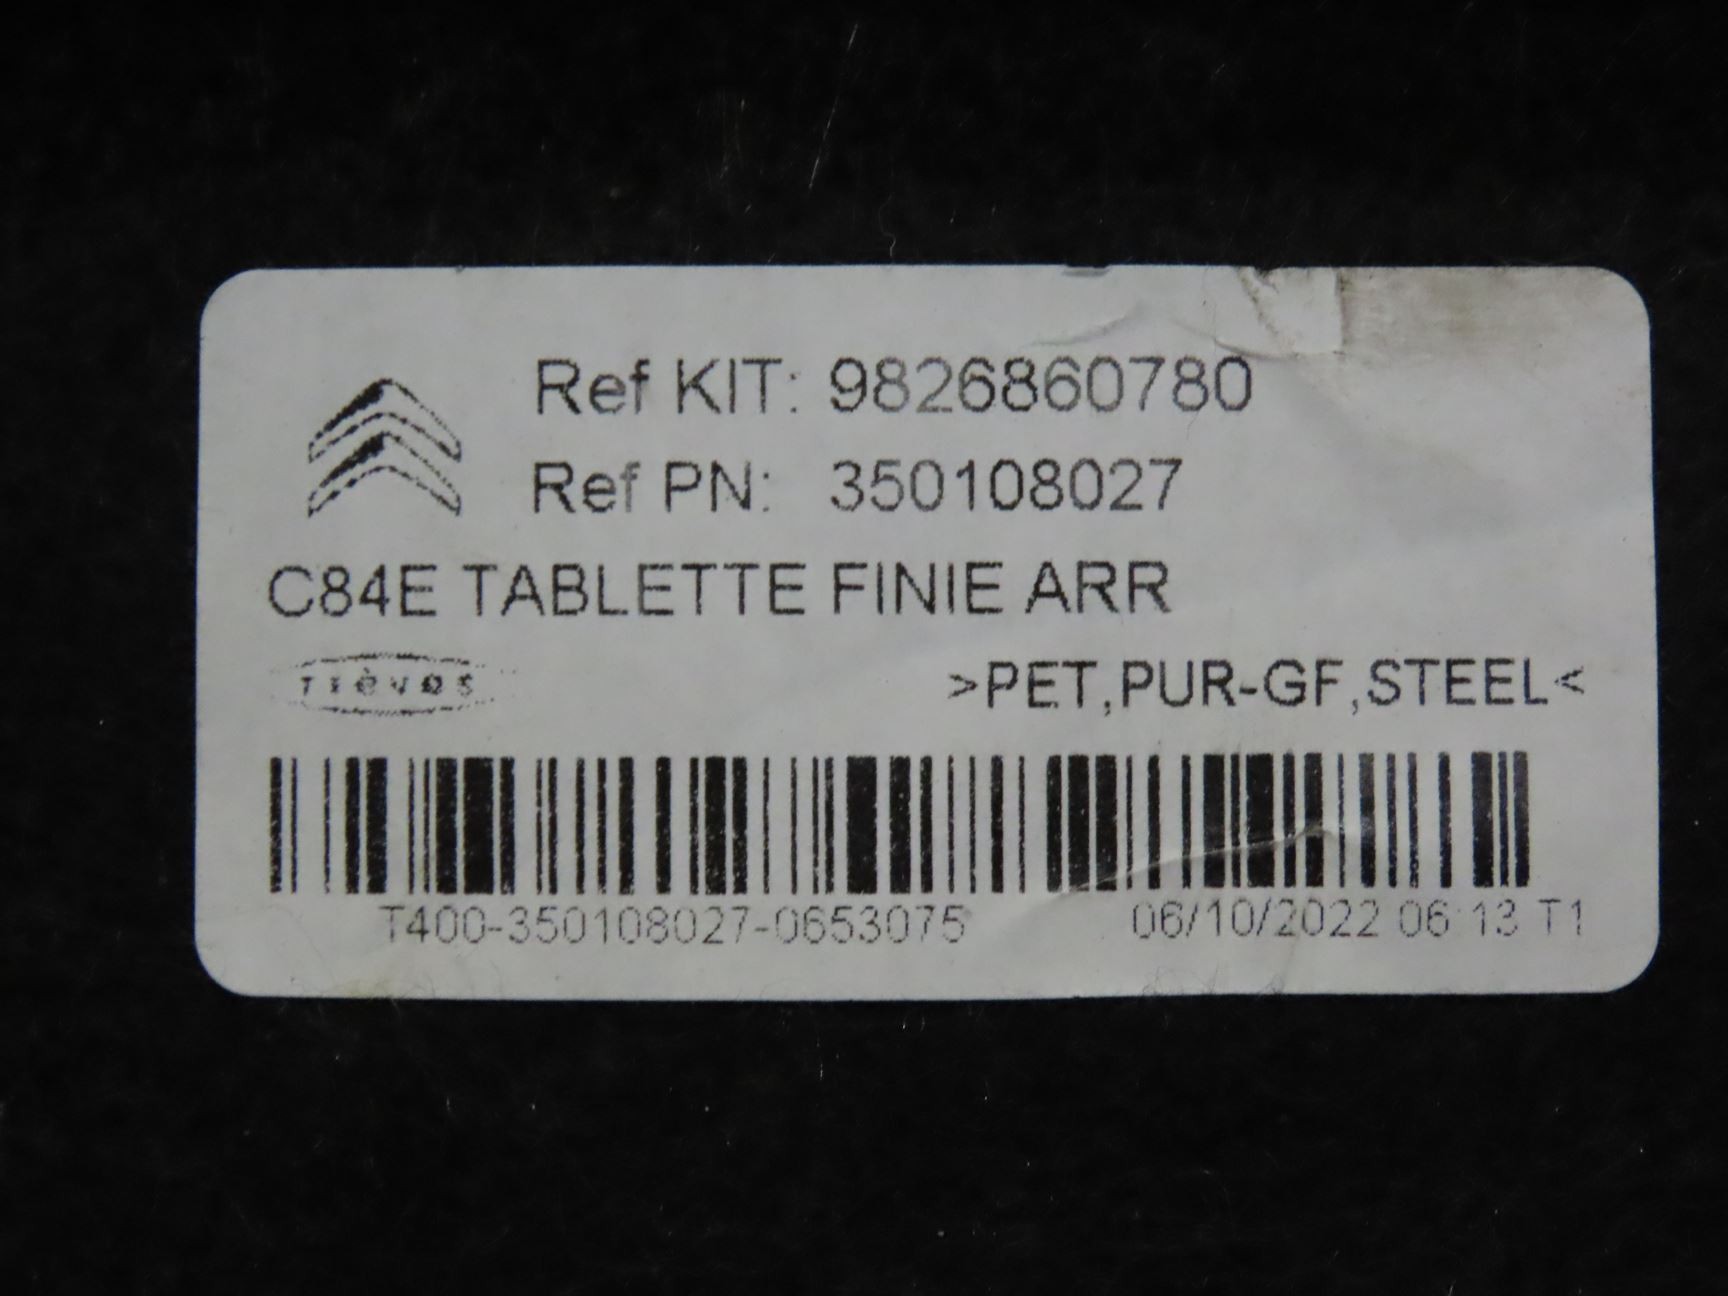 Ref KIT: 9826860780
Ref PN: 350108027
C84E TABLETTE FINIE ARR
Trèves
>PET,PUR-GF,STEEL<
T400-350108027-0653075 06/10/2022 06:13 T1